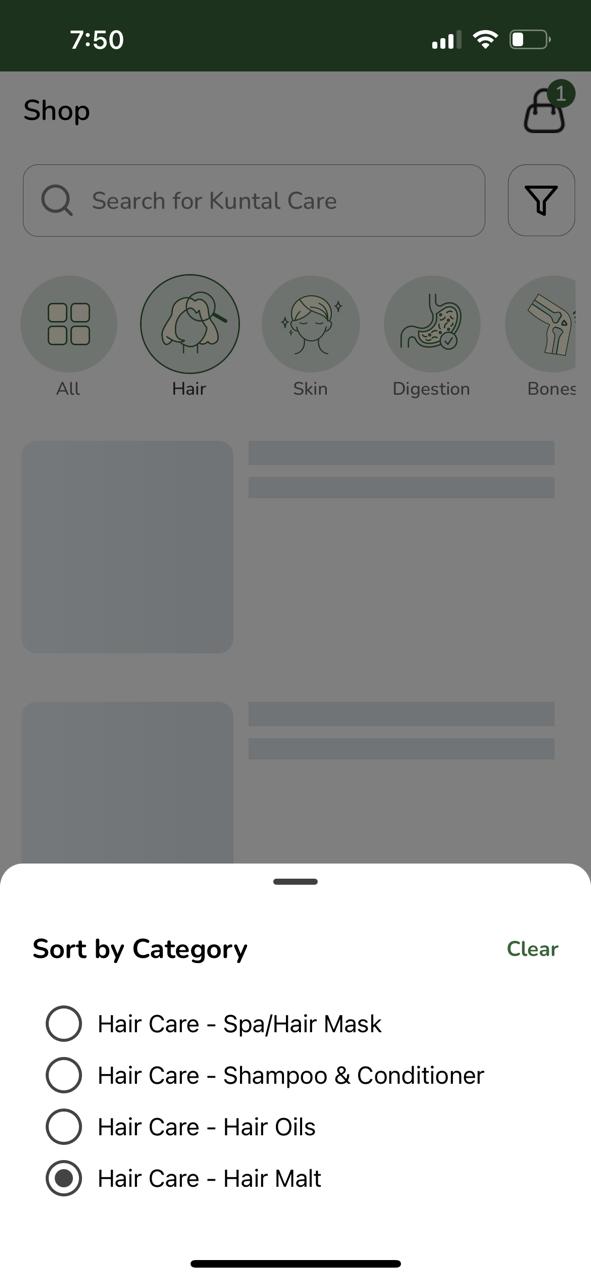 7:50
Shop
1
Search for Kuntal Care
All
Hair
Skin
Digestion
Bones
Sort by Category
Clear
Hair Care - Spa/Hair Mask
Hair Care - Shampoo & Conditioner
Hair Care - Hair Oils
Hair Care - Hair Malt